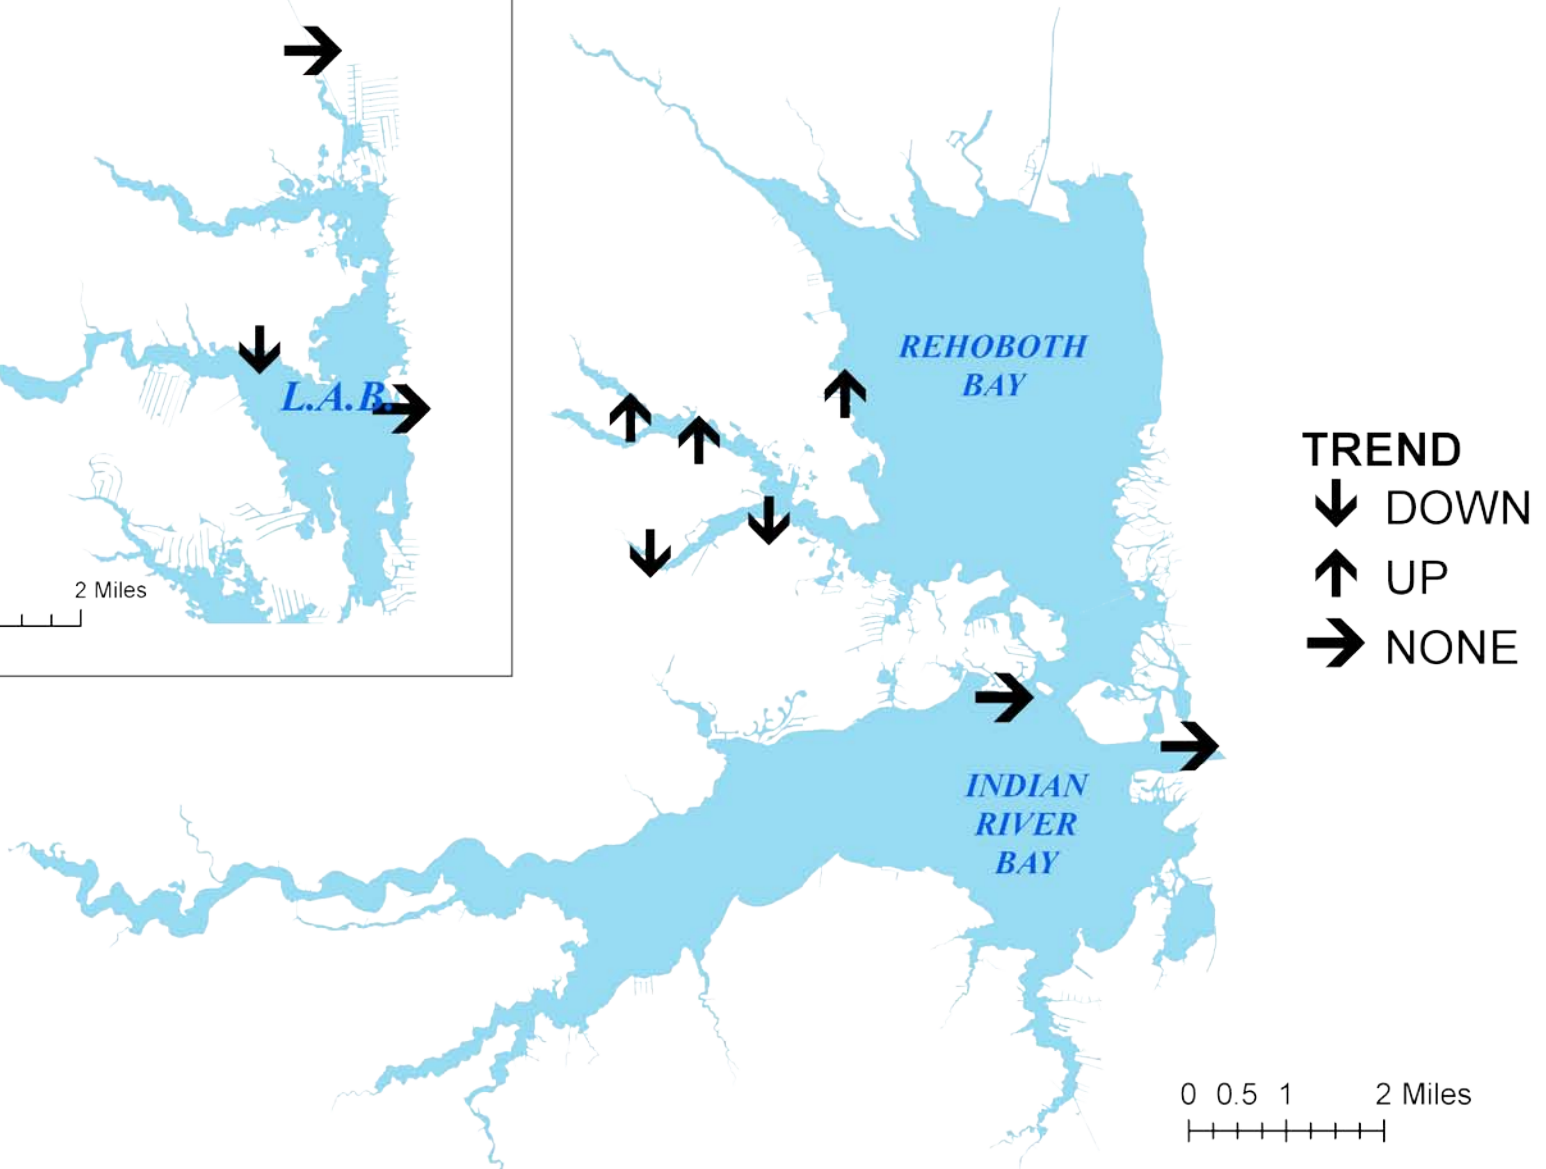 L.A.B.
2 Miles
REHOBOTH
BAY
TREND
DOWN
UP
NONE
INDIAN
RIVER
BAY
0 0.5 1 2 Miles